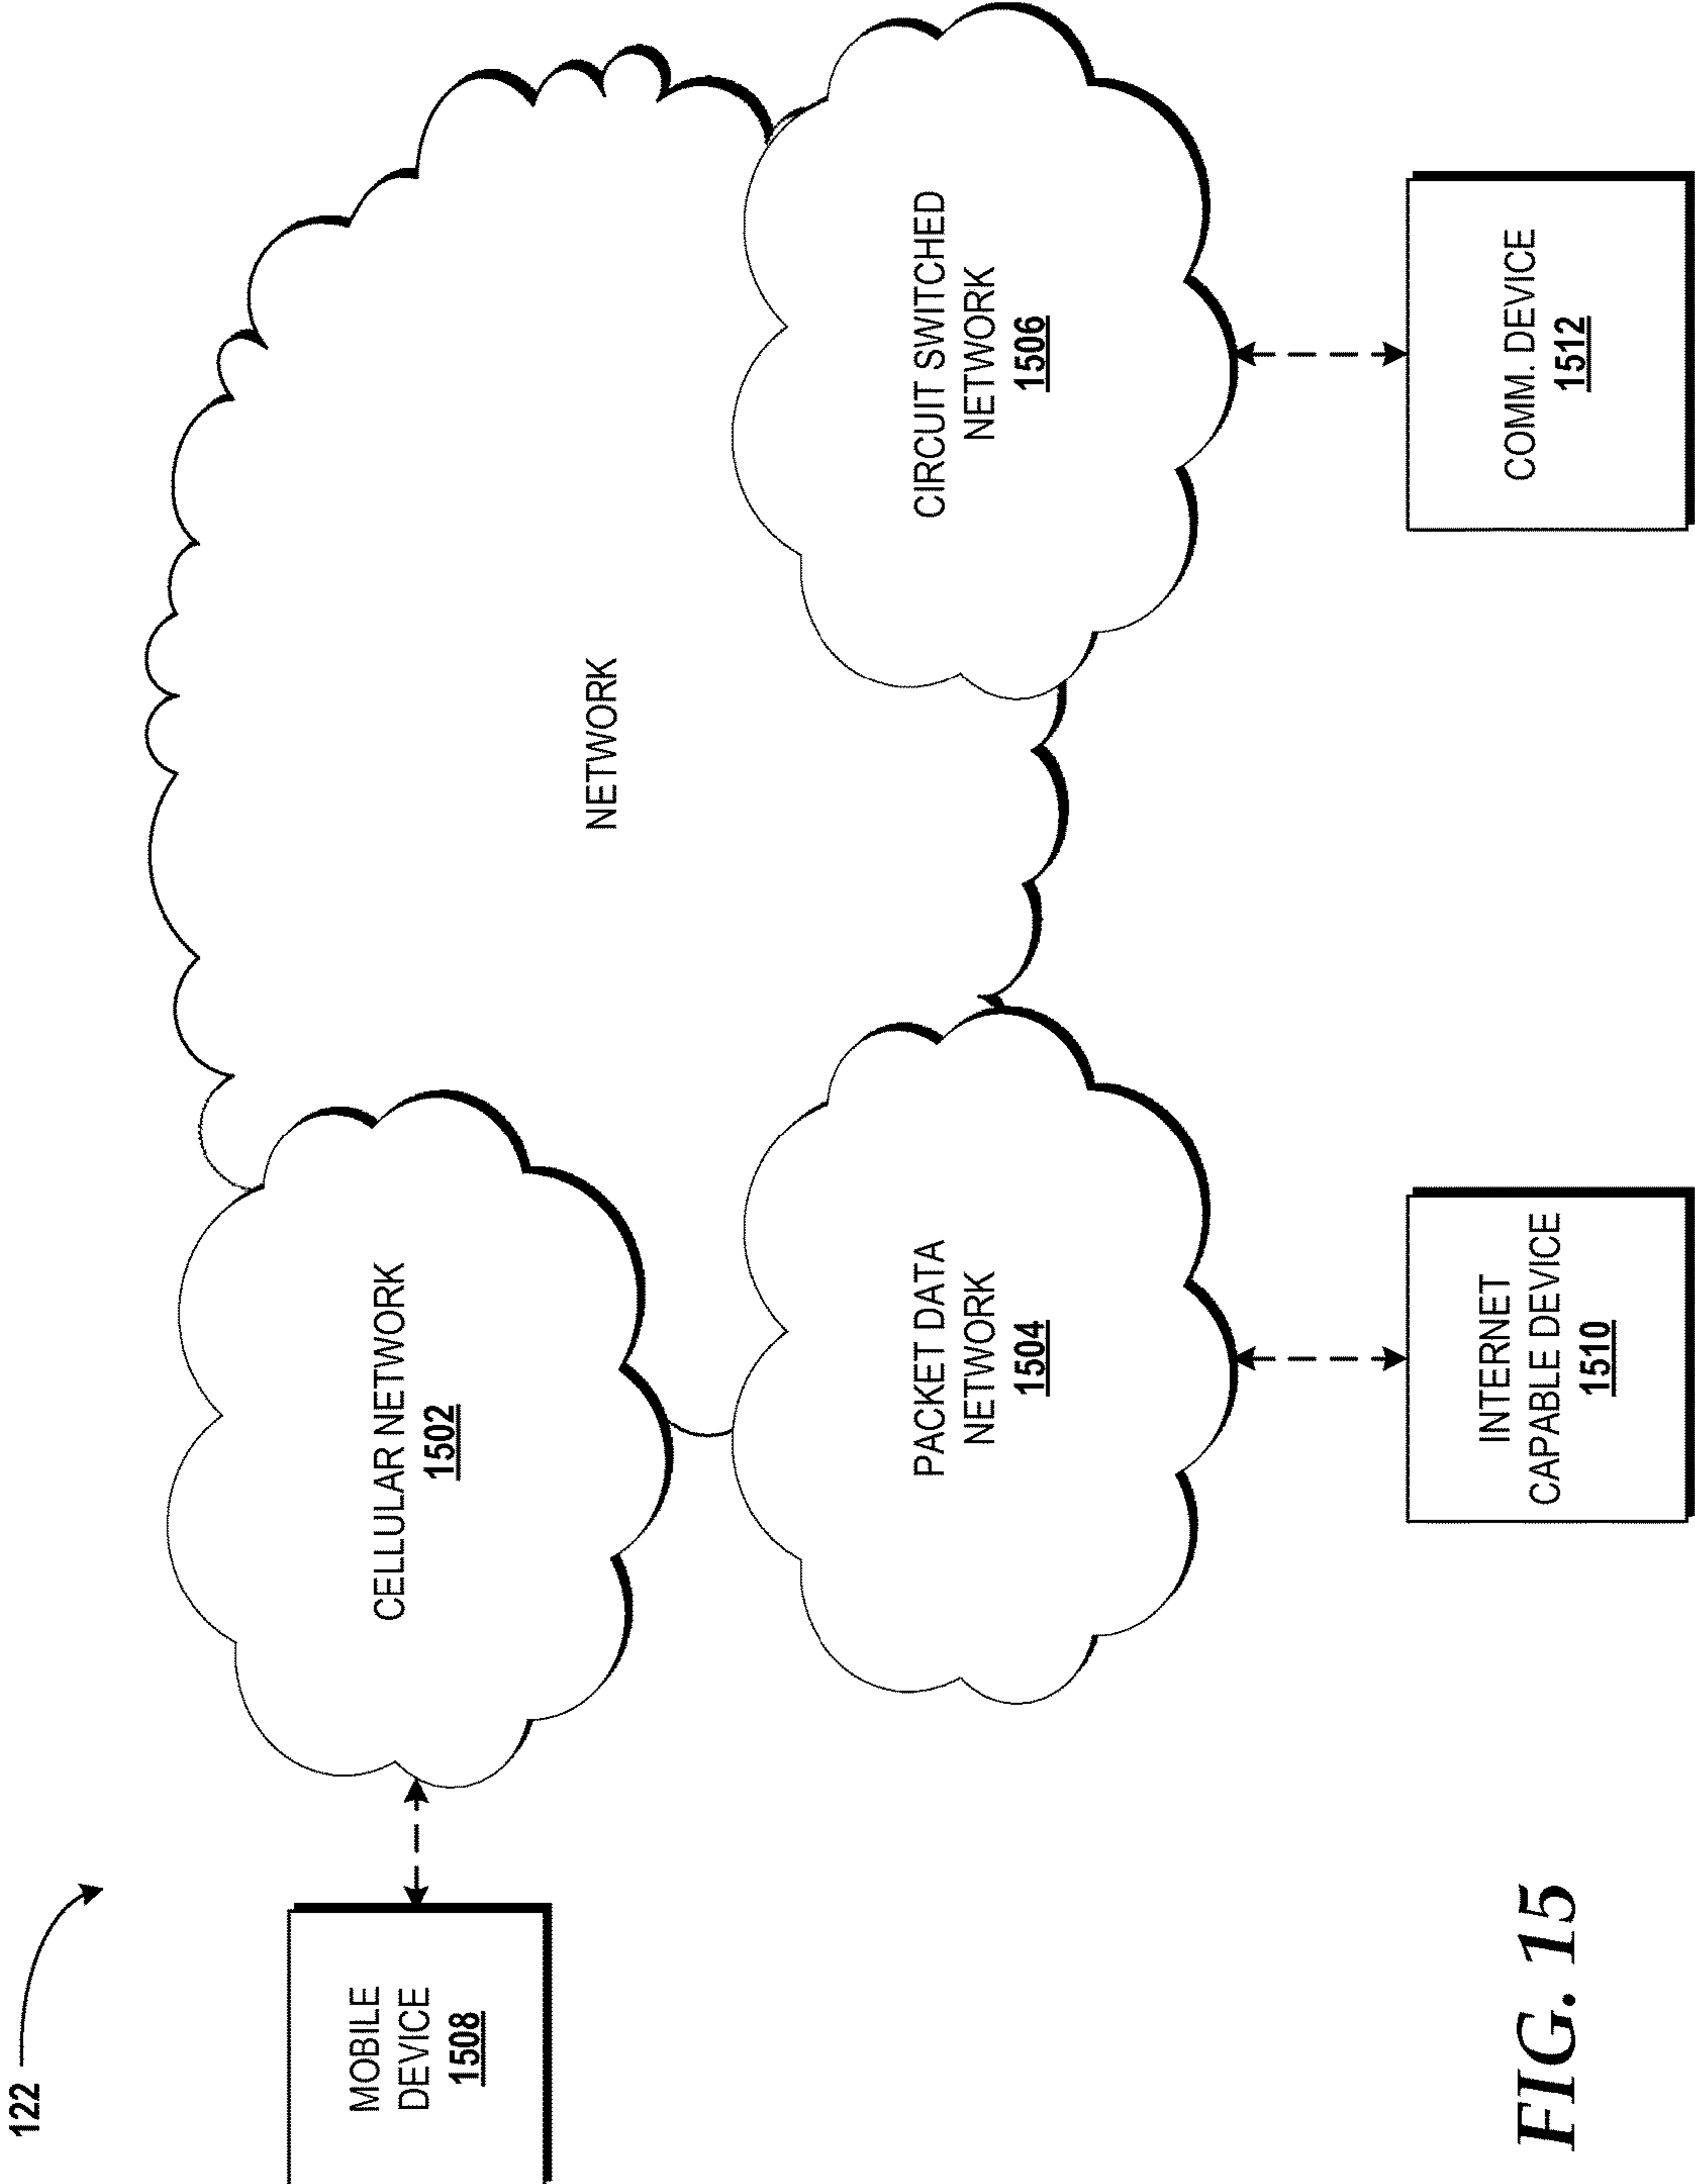 122
MOBILE
DEVICE
1508
CELLULAR NETWORK
1502
NETWORK
PACKET DATA
NETWORK
1504
CIRCUIT SWITCHED
NETWORK
1506
INTERNET
CAPABLE DEVICE
1510
COMM. DEVICE
1512
FIG. 15